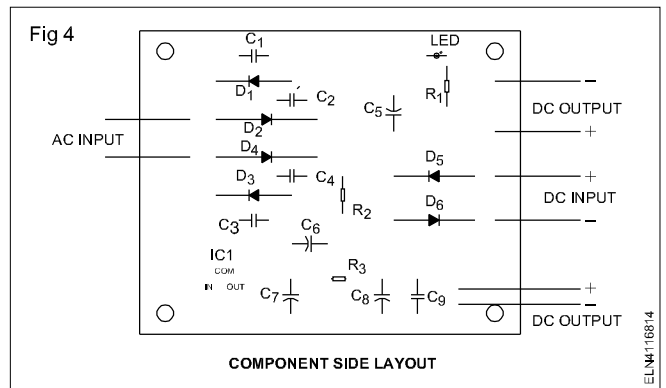 Fig 4
C1
LED
D1
C2
R1
C5
DC OUTPUT
−
+
AC INPUT
D2
D4
D5
+
D3
C4
R2
D6
DC INPUT
−
C3
C6
IC1
COM
IN OUT
R3
C7
C8
C9
+
−
DC OUTPUT
COMPONENT SIDE LAYOUT
ELN4116814